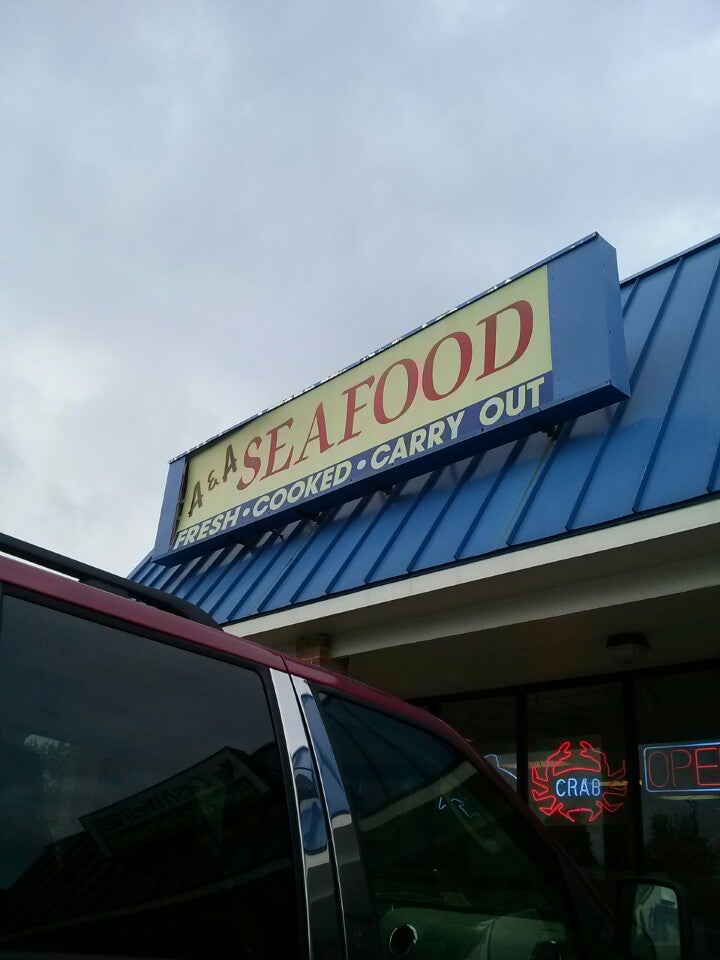 A & A SEAFOOD
FRESH • COOKED • CARRY OUT
CRAB
OPE